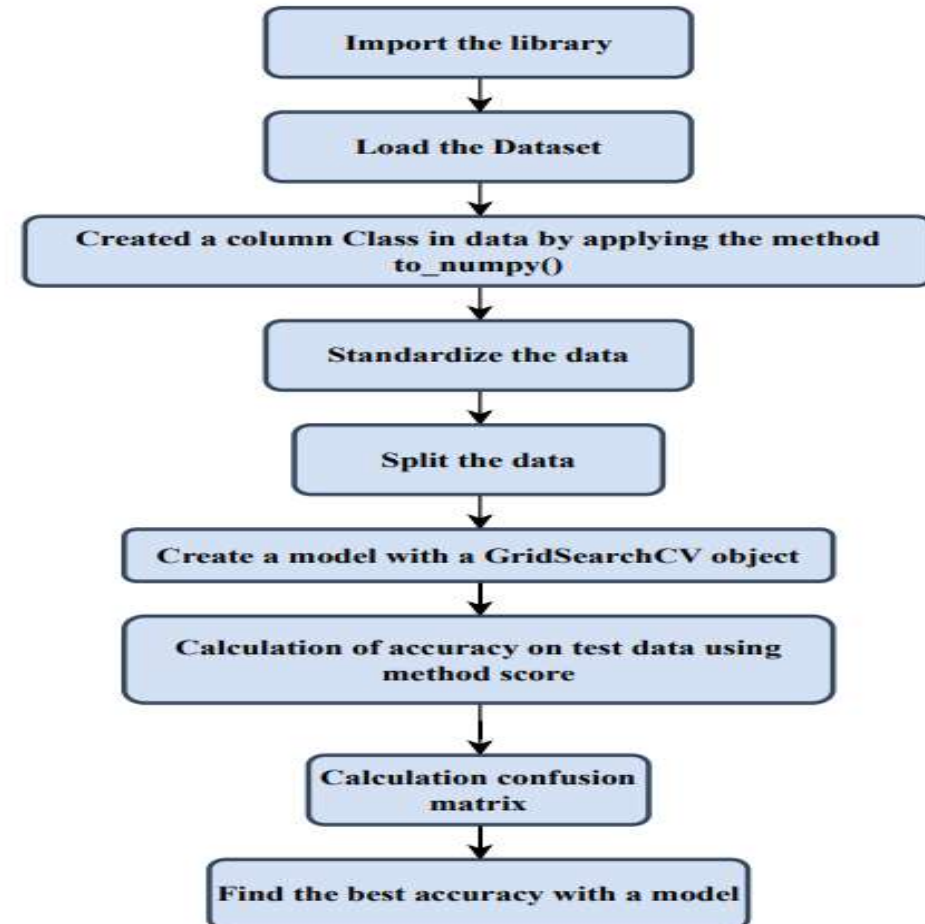 Import the library
Load the Dataset
Created a column Class in data by applying the method
to_numpy()
Standardize the data
Split the data
Create a model with a GridSearchCV object
Calculation of accuracy on test data using
method score
Calculation confusion
matrix
Find the best accuracy with a model